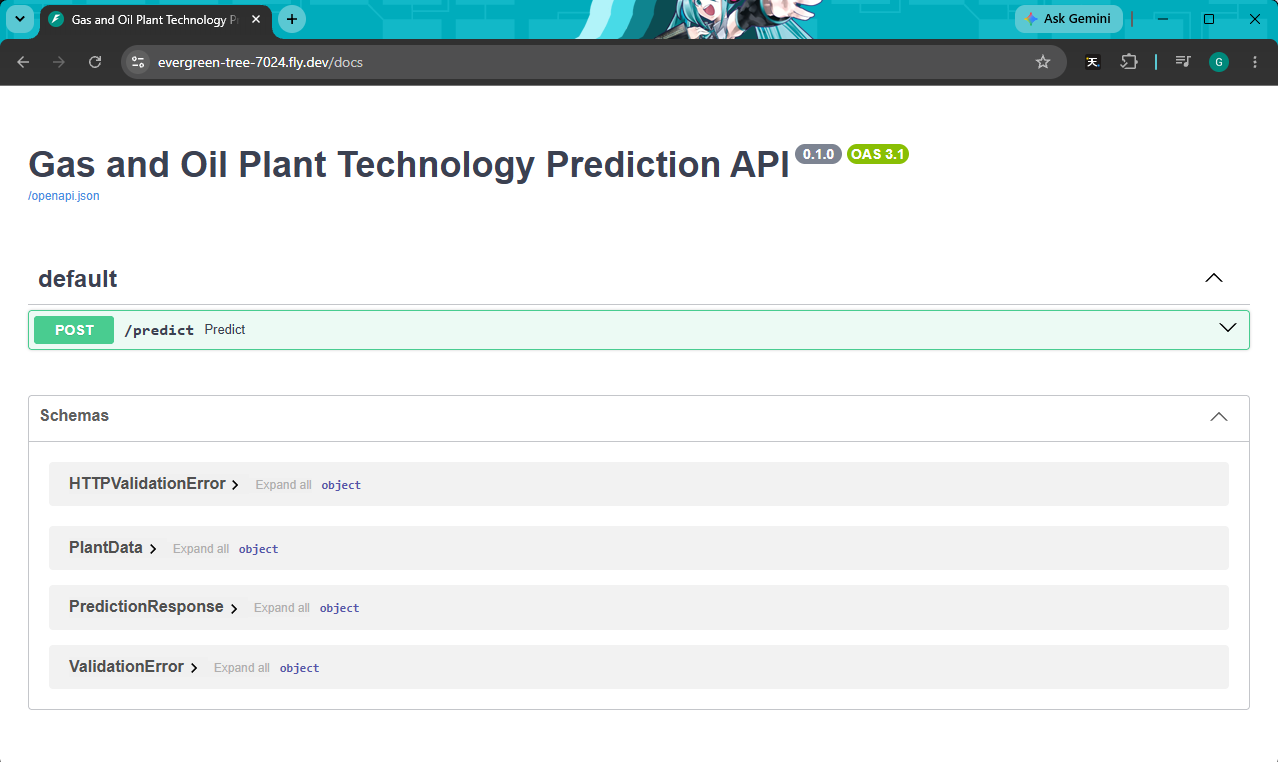 Gas and Oil Plant Technology Pr
Ask Gemini
evergreen-tree-7024.fly.dev/docs
天
G
Gas and Oil Plant Technology Prediction API 0.1.0 OAS 3.1
/openapi.json
default
POST /predict Predict
Schemas
HTTPValidationError Expand all object
PlantData Expand all object
PredictionResponse Expand all object
ValidationError Expand all object